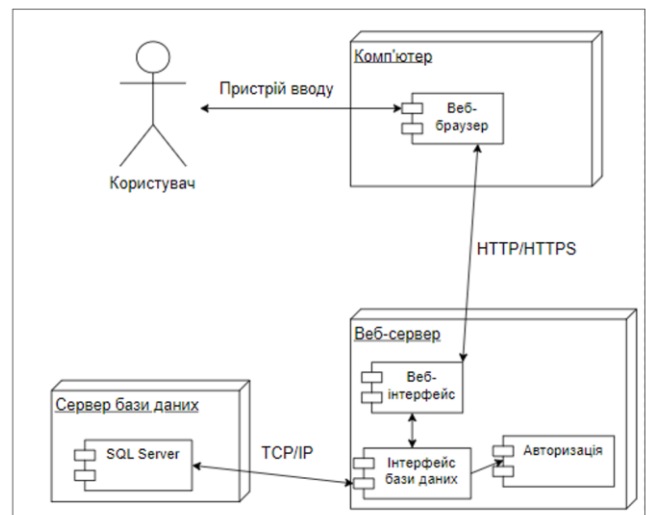 Комп'ютер
Пристрій вводу
Веб-
браузер
Користувач
HTTP/HTTPS
Веб-сервер
Веб-
інтерфейс
Сервер бази даних
SQL Server
TCP/IP
Інтерфейс
бази даних
Авторизація